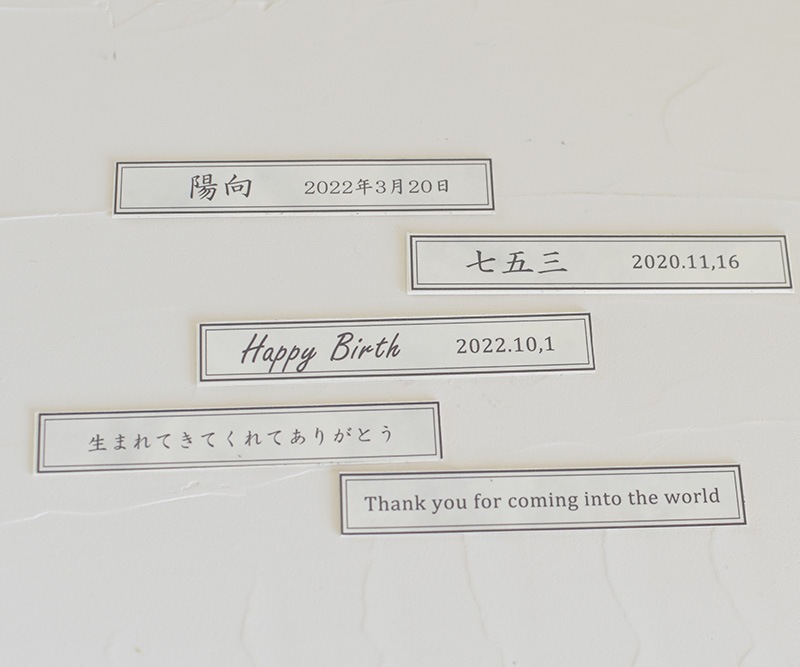 陽向 2022年3月20日
七五三 2020.11,16
Happy Birth 2022.10,1
生まれてきてくれてありがとう
Thank you for coming into the world